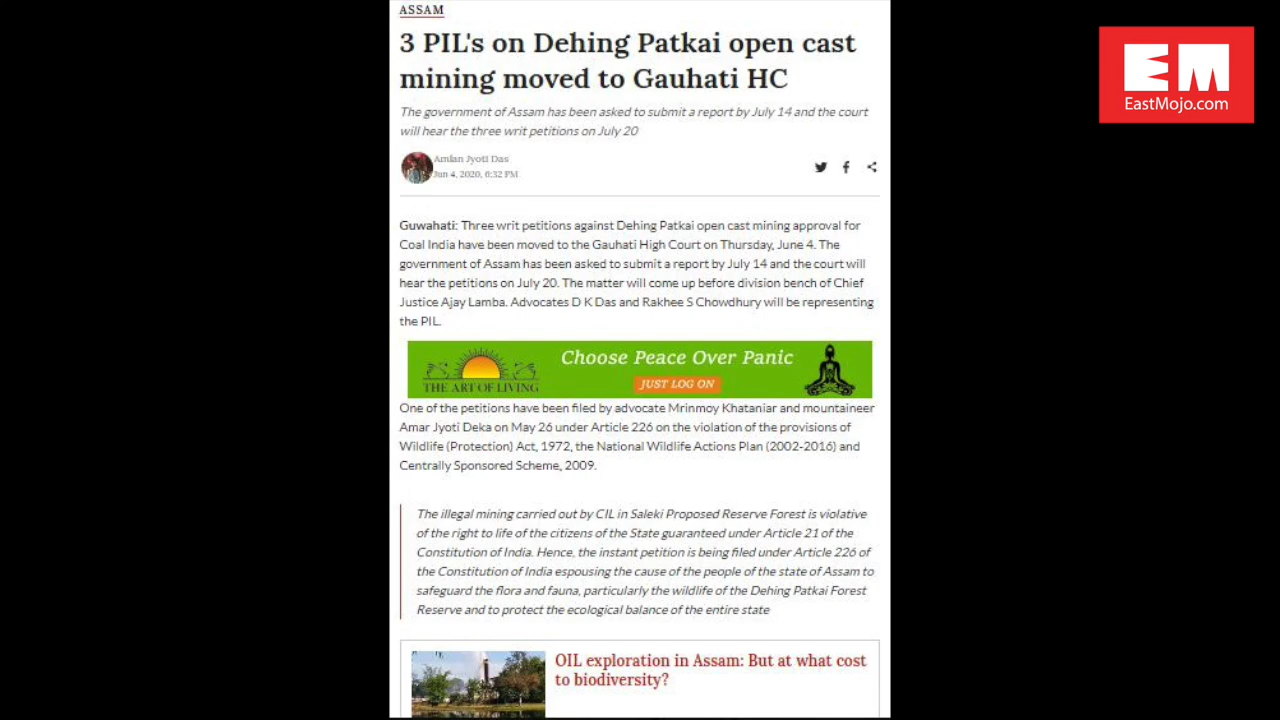 ASSAM
3 PIL's on Dehing Patkai open cast
mining moved to Gauhati HC
The government of Assam has been asked to submit a report by July 14 and the court
will hear the three writ petitions on July 20
Amlan Jyoti Das
Jun 4, 2020, 6:32 PM
EM
EastMojo.com
Guwahati: Three writ petitions against Dehing Patkai open cast mining approval for
Coal India have been moved to the Gauhati High Court on Thursday, June 4. The
government of Assam has been asked to submit a report by July 14 and the court will
hear the petitions on July 20. The matter will come up before division bench of Chief
Justice Ajay Lamba. Advocates D K Das and Rakhee S Chowdhury will be representing
the PIL.
THE ART OF LIVING
Choose Peace Over Panic
JUST LOG ON
One of the petitions have been filed by advocate Mrinmoy Khataniar and mountaineer
Amar Jyoti Deka on May 26 under Article 226 on the violation of the provisions of
Wildlife (Protection) Act, 1972, the National Wildlife Actions Plan (2002-2016) and
Centrally Sponsored Scheme, 2009.
The illegal mining carried out by CIL in Saleki Proposed Reserve Forest is violative
of the right to life of the citizens of the State guaranteed under Article 21 of the
Constitution of India. Hence, the instant petition is being filed under Article 226 of
the Constitution of India espousing the cause of the people of the state of Assam to
safeguard the flora and fauna, particularly the wildlife of the Dehing Patkai Forest
Reserve and to protect the ecological balance of the entire state
OIL exploration in Assam: But at what cost
to biodiversity?